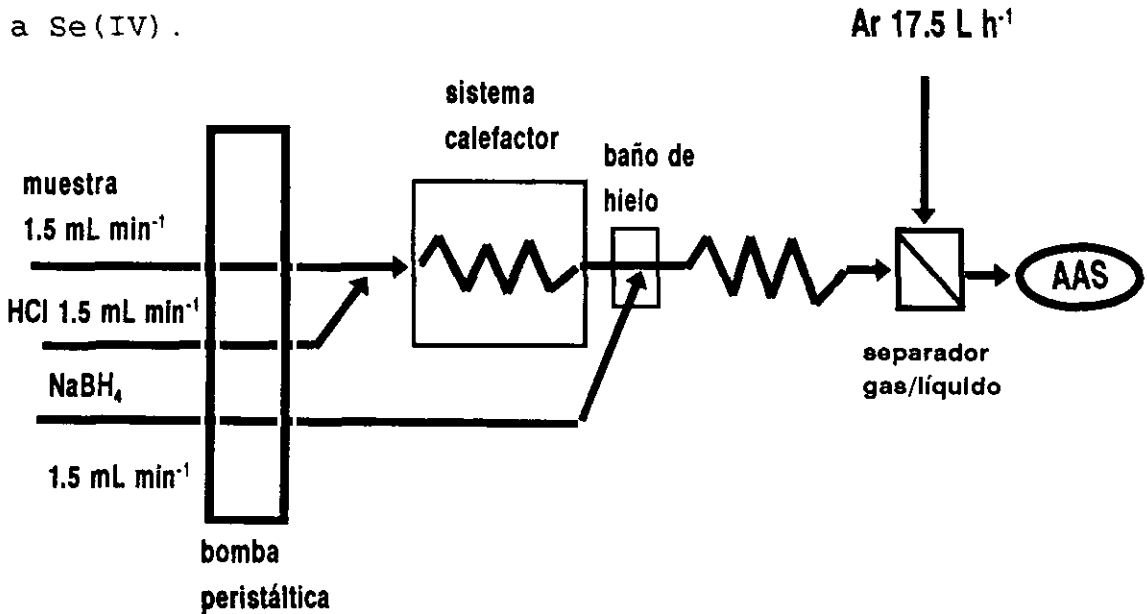 a Se(IV).
Ar 17.5 L h⁻¹
sistema
calefactor
baño de
hielo
muestra
1.5 mL min⁻¹
HCl 1.5 mL min⁻¹
NaBH₄
1.5 mL min⁻¹
bomba
peristáltica
AAS
separador
gas/líquido